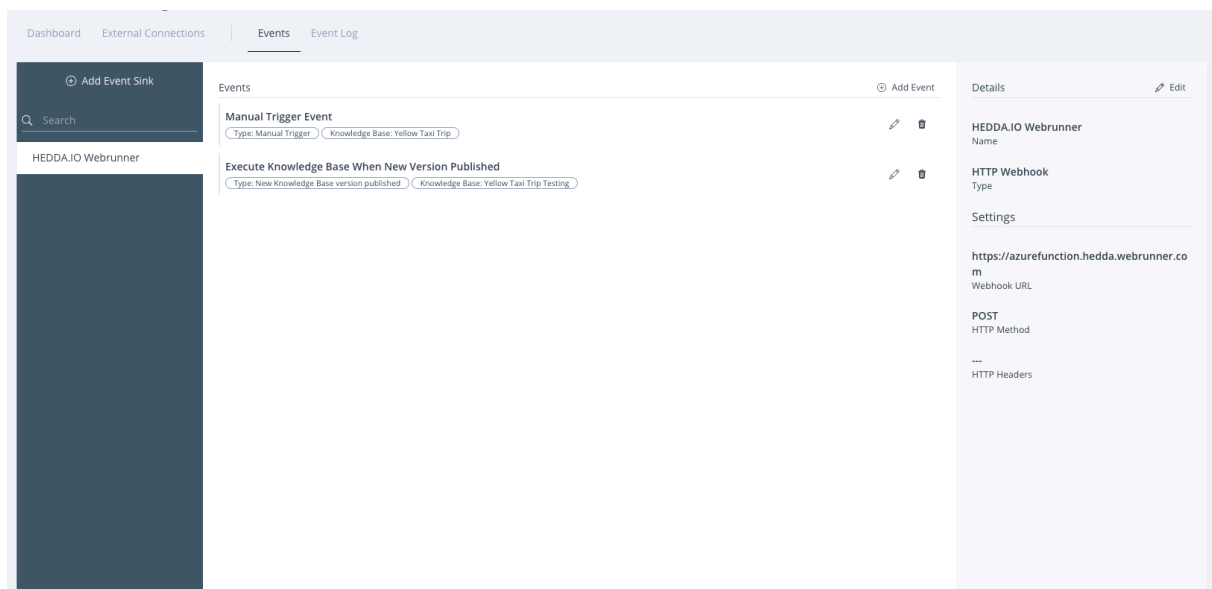 Dashboard External Connections Events Event Log
Add Event Sink
Search
HEDDA.IO Webrunner
Events Add Event
Manual Trigger Event
Type: Manual Trigger Knowledge Base: Yellow Taxi Trip
Execute Knowledge Base When New Version Published
Type: New Knowledge Base version published Knowledge Base: Yellow Taxi Trip Testing
Details Edit
HEDDA.IO Webrunner
Name
HTTP Webhook
Type
Settings
https://azurefunction.hedda.webrunner.co
m
Webhook URL
POST
HTTP Method
---
HTTP Headers